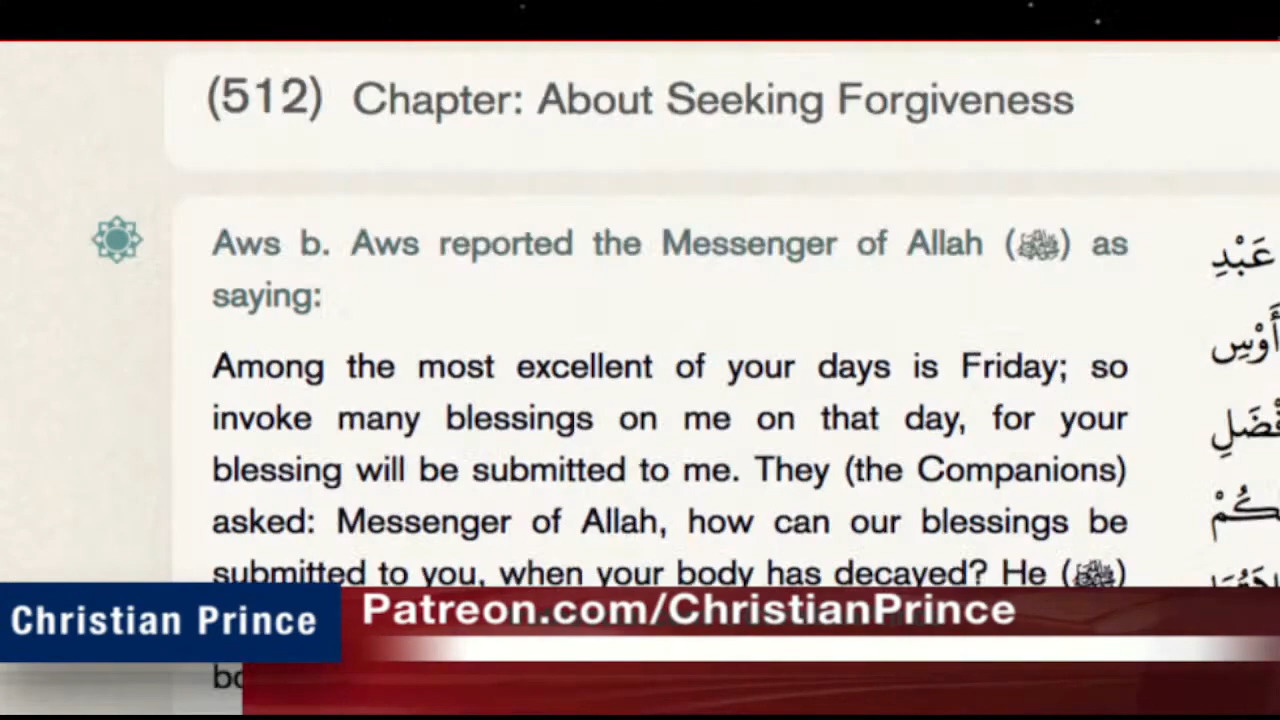 (512) Chapter: About Seeking Forgiveness
Aws b. Aws reported the Messenger of Allah (ﷺ) as
saying:
Among the most excellent of your days is Friday; so
invoke many blessings on me on that day, for your
blessing will be submitted to me. They (the Companions)
asked: Messenger of Allah, how can our blessings be
submitted to you, when your body has decayed? He (ﷺ)
عَبْدِ
أَوْسِ
Christian Prince
Patreon.com/ChristianPrince